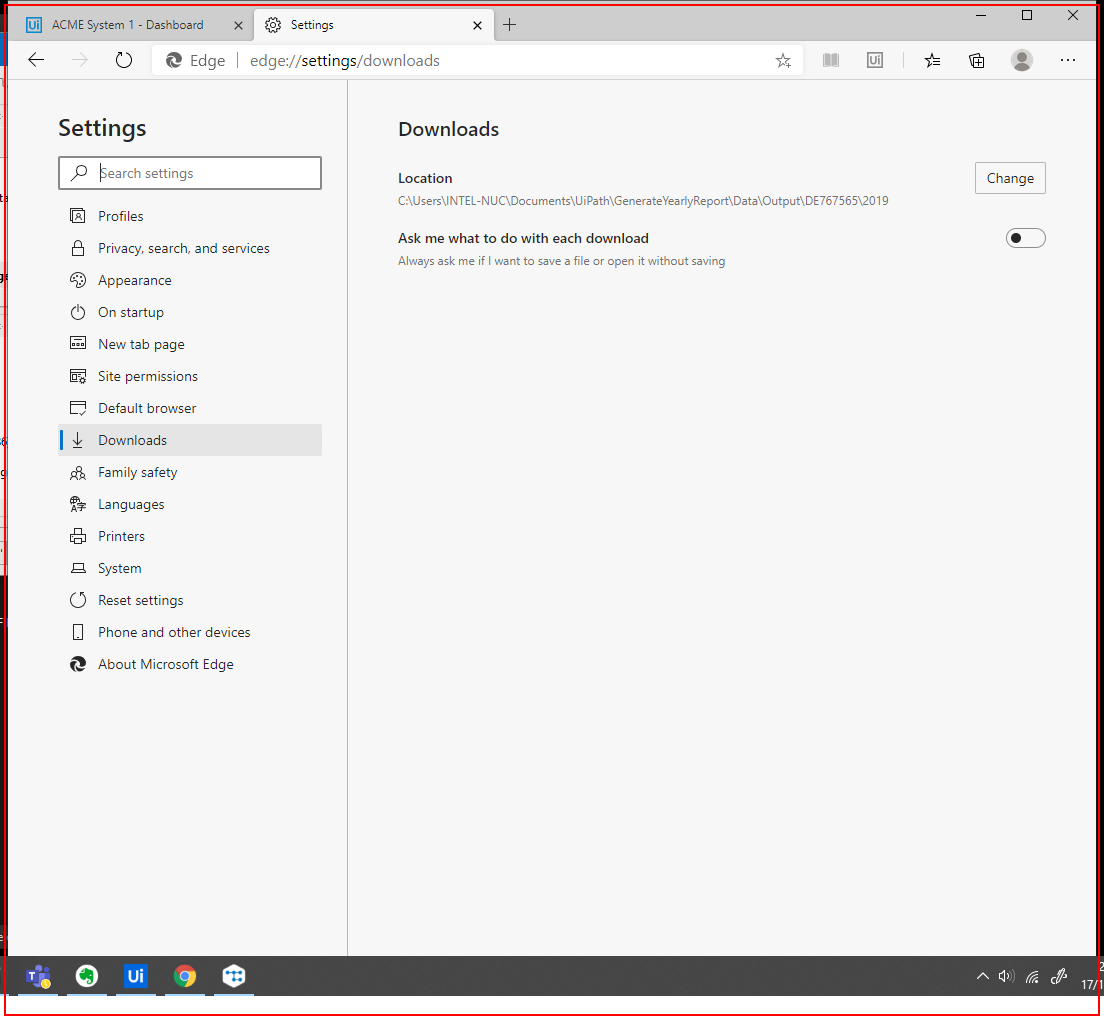 Ui ACME System 1 - Dashboard
Settings
Edge edge://settings/downloads
Ui
Settings
Search settings
Profiles
Privacy, search, and services
Appearance
On startup
New tab page
Site permissions
Default browser
Downloads
Family safety
Languages
Printers
System
Reset settings
Phone and other devices
About Microsoft Edge
Downloads
Location
Change
C:\Users\INTEL-NUC\Documents\UiPath\GenerateYearlyReport\Data\Output\DE767565\2019
Ask me what to do with each download
Always ask me if I want to save a file or open it without saving
T
Ui
17/1